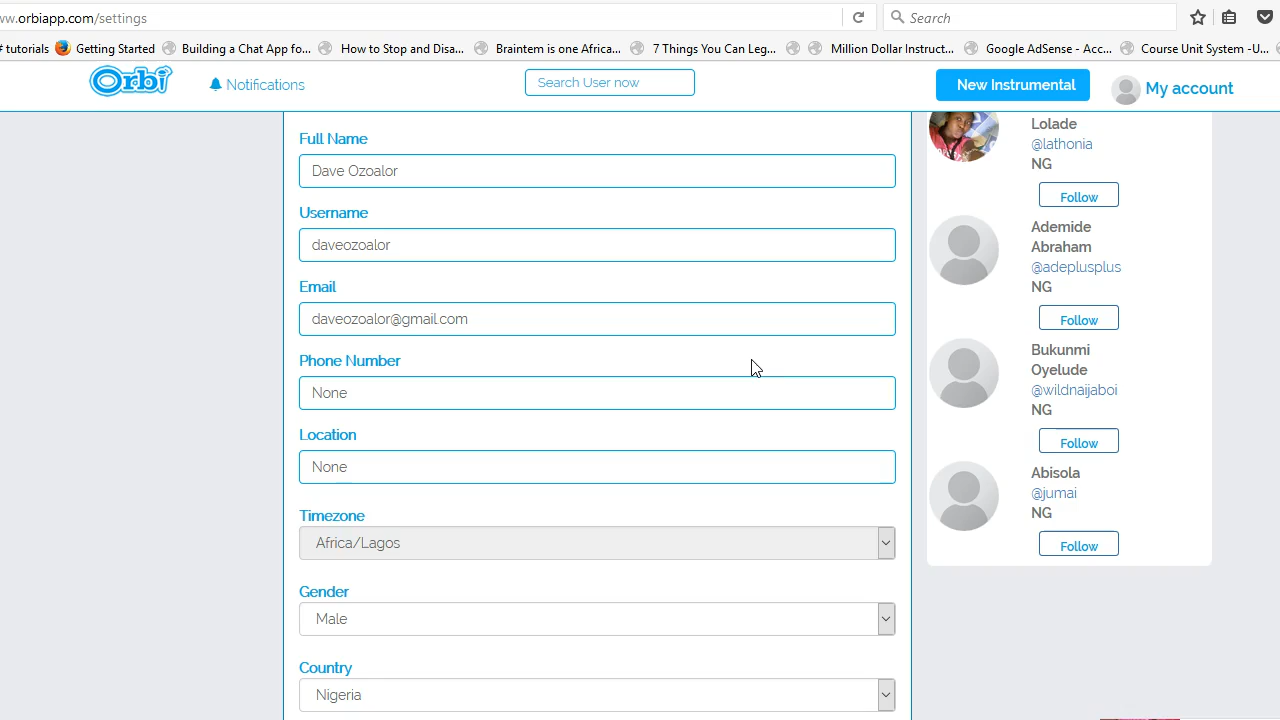 ww.orbiapp.com/settings
Search
# tutorials Getting Started Building a Chat App fo... How to Stop and Disa... Braintem is one Africa... 7 Things You Can Leg... Million Dollar Instruct... Google AdSense - Acc... Course Unit System -U...
Orbi Notifications Search User now New Instrumental My account
Full Name
Dave Ozoalor
Username
daveozoalor
Email
daveozoalor@gmail.com
Phone Number
None
Location
None
Timezone
Africa/Lagos
Gender
Male
Country
Nigeria
Lolade
@lathonia
NG
Follow
Ademide
Abraham
@adeplusplus
NG
Follow
Bukunmi
Oyelude
@wildnaijaboi
NG
Follow
Abisola
@jumai
NG
Follow